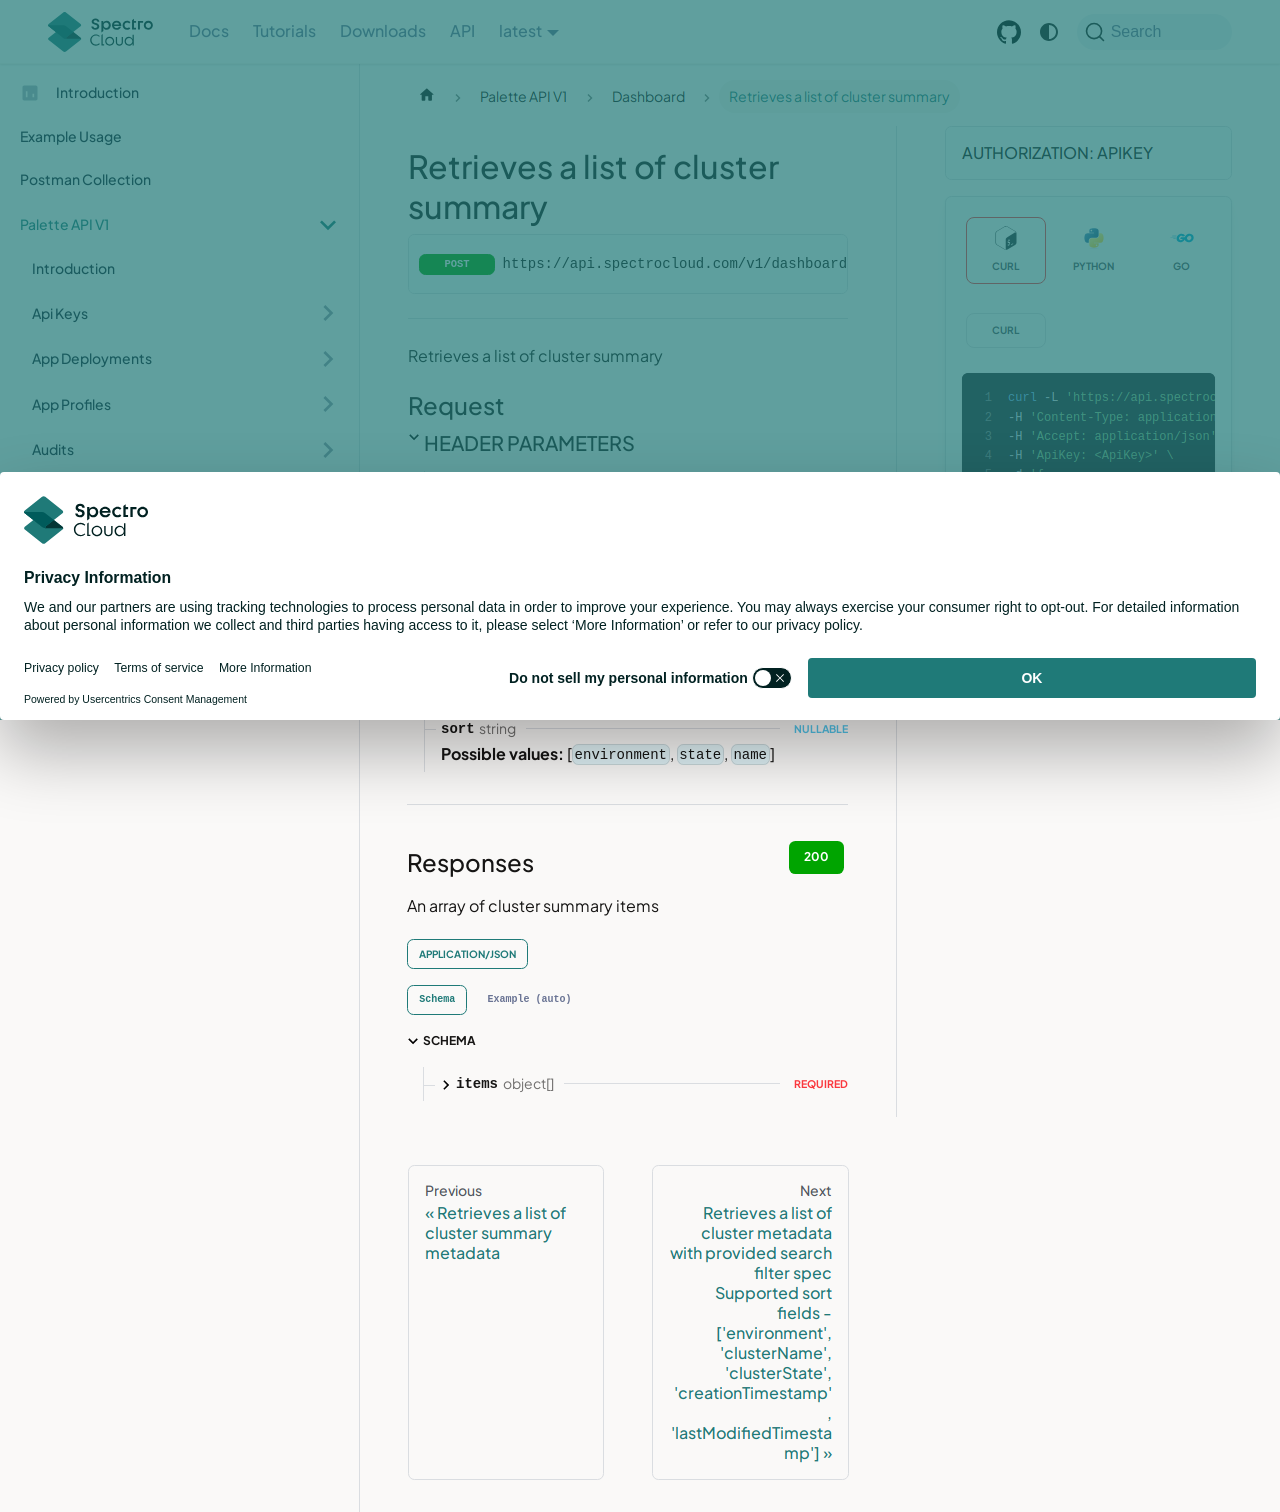 Spectro Cloud
Docs
Tutorials
Downloads
API
latest
Search
Introduction
Example Usage
Postman Collection
Palette API V1
Introduction
Api Keys
App Deployments
App Profiles
Audits
Palette API V1
Dashboard
Retrieves a list of cluster summary
Retrieves a list of cluster
summary
POST
https://api.spectrocloud.com/v1/dashboard
Retrieves a list of cluster summary
Request
HEADER PARAMETERS
AUTHORIZATION: APIKEY
CURL
PYTHON
GO
CURL
1 curl -L 'https://api.spectroc
2 -H 'Content-Type: application
3 -H 'Accept: application/json'
4 -H 'ApiKey: <ApiKey>' \
Spectro
Cloud
Privacy Information
We and our partners are using tracking technologies to process personal data in order to improve your experience. You may always exercise your consumer right to opt-out. For detailed information
about personal information we collect and third parties having access to it, please select ‘More Information’ or refer to our privacy policy.
Privacy policy
Terms of service
More Information
Powered by Usercentrics Consent Management
Do not sell my personal information
OK
sort string
NULLABLE
Possible values: [environment, state, name]
Responses
200
An array of cluster summary items
APPLICATION/JSON
Schema
Example (auto)
SCHEMA
items object[]
REQUIRED
Previous
« Retrieves a list of
cluster summary
metadata
Next
Retrieves a list of
cluster metadata
with provided search
filter spec
Supported sort
fields -
['environment',
'clusterName',
'clusterState',
'creationTimestamp'
,
'lastModifiedTimesta
mp'] »